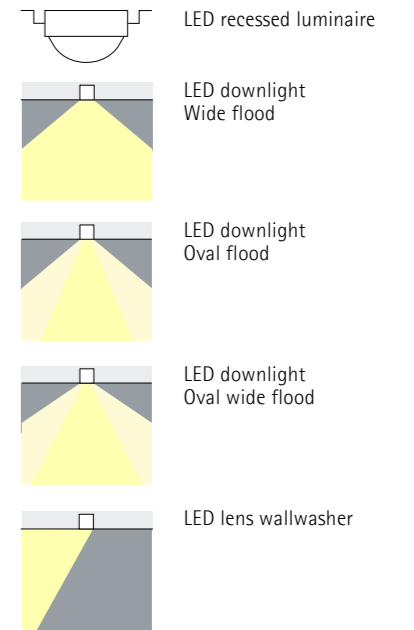 LED recessed luminaire
LED downlight
Wide flood
LED downlight
Oval flood
LED downlight
Oval wide flood
LED lens wallwasher